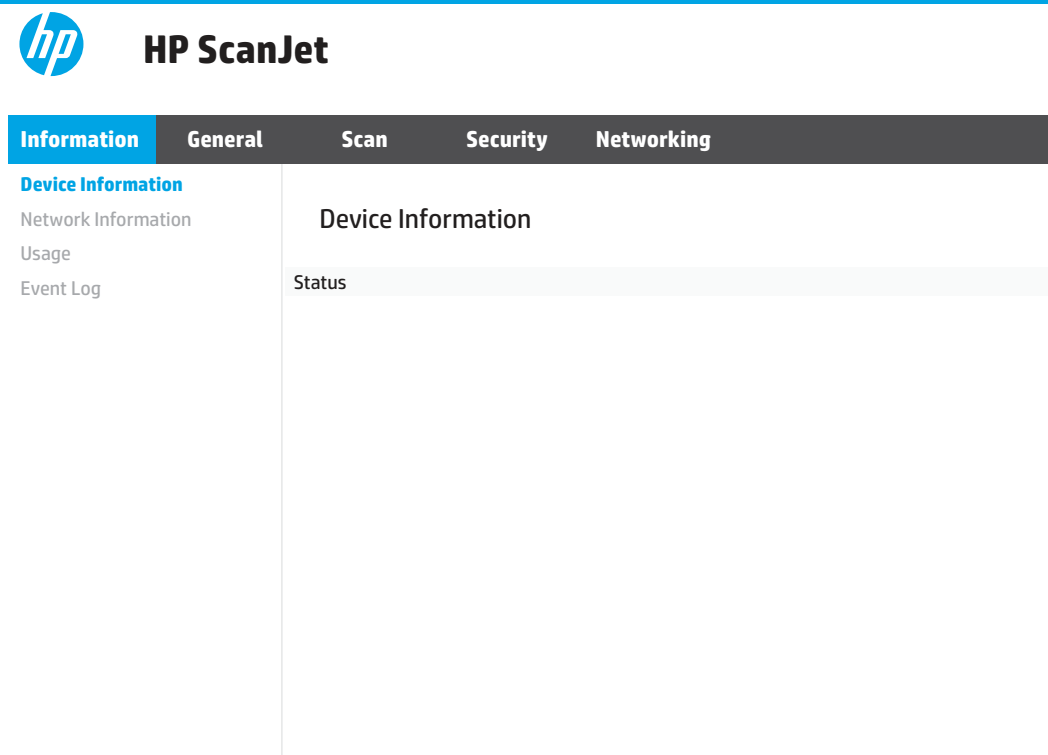 hp
HP ScanJet
Information General Scan Security Networking
Device Information
Network Information
Usage
Event Log
Device Information
Status